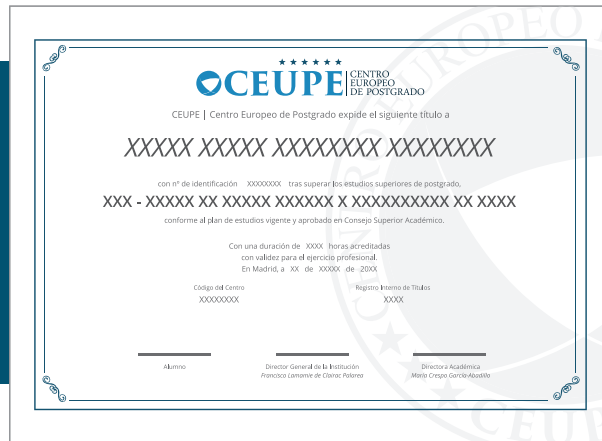 CEUPE CENTRO
EUROPEO
DE POSTGRADO
CEUPE | Centro Europeo de Postgrado expide el siguiente título a
XXXXX XXXXX XXXXXXXX XXXXXXXX
con nº de identificación XXXXXXXX tras superar los estudios superiores de postgrado,
XXX - XXXXX XX XXXXX XXXXXX X XXXXXXXXXX XX XXXX
conforme al plan de estudios vigente y aprobado en Consejo Superior Académico.
Con una duración de XXXX horas acreditadas
con validez para el ejercicio profesional.
En Madrid, a XX de XXXXX de 20XX
Código del Centro Registro Interno de Títulos
XXXXXXXX XXXX
Alumno Director General de la Institución Directora Académica
Francisco Lamamie de Clairac Palarea María Crespo García-Abadillo
CENTRO EUROPEO
CEUPE